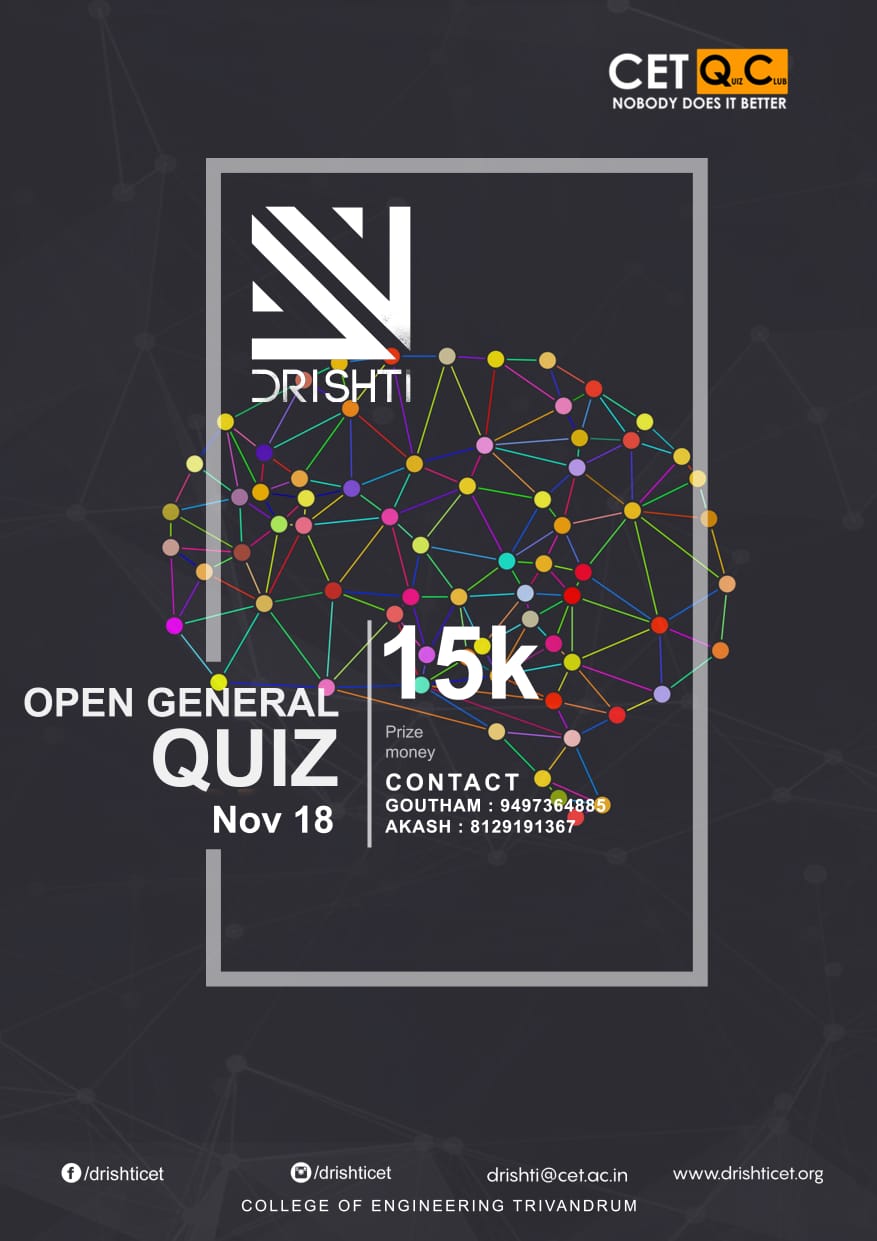 CET QUIZ CLUB
NOBODY DOES IT BETTER
DRISHTI
OPEN GENERAL
QUIZ
Nov 18
15k
Prize
money
CONTACT
GOUTHAM : 9497364885
AKASH : 8129191367
/drishticet
/drishticet
drishti@cet.ac.in
www.drishticet.org
COLLEGE OF ENGINEERING TRIVANDRUM